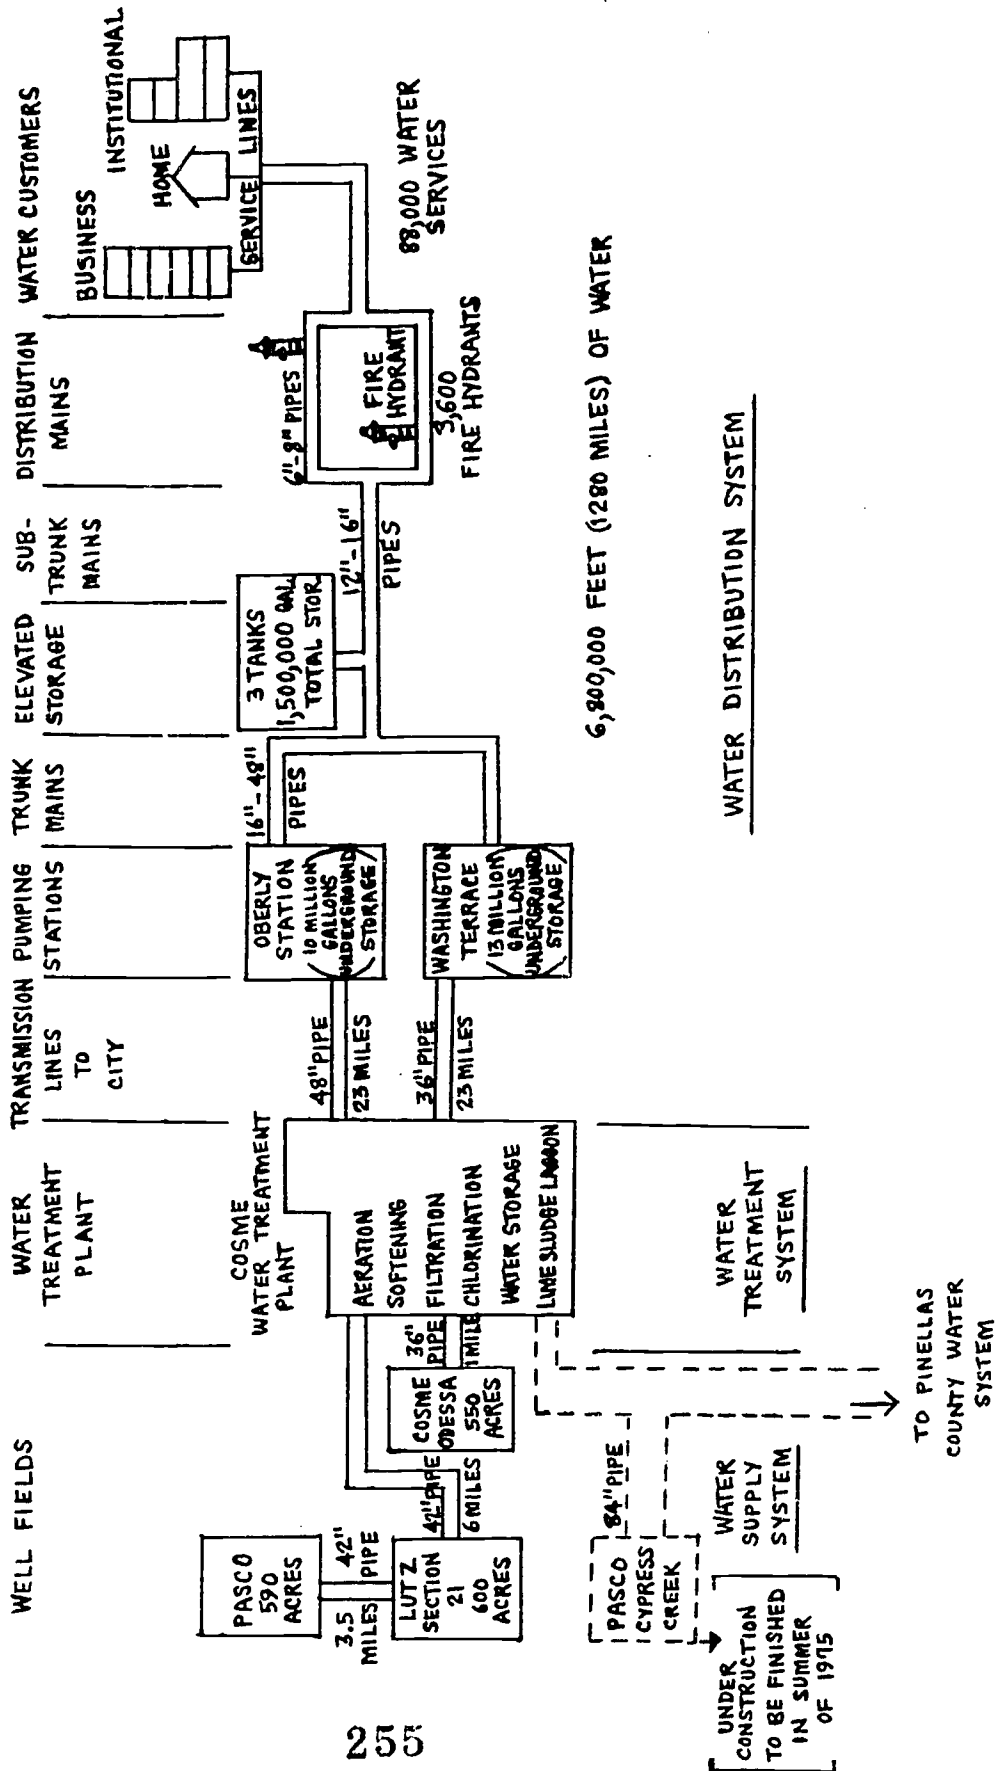 WELL FIELDS
WATER
TREATMENT
PLANT
TRANSMISSION
LINES
TO
CITY
PUMPING
STATIONS
TRUNK
MAINS
ELEVATED
STORAGE
SUB-
TRUNK
MAINS
DISTRIBUTION
MAINS
WATER CUSTOMERS
PASCO
590
ACRES
3.5
MILES
42"
PIPE
LUTZ
SECTION
21
600
ACRES
42" PIPE
6 MILES
COSME
ODESSA
550
ACRES
36"
PIPE
1 MILE
COSME
WATER TREATMENT
PLANT
AERATION
SOFTENING
FILTRATION
CHLORINATION
WATER STORAGE
LIME SLUDGE LAGOON
48" PIPE
23 MILES
36" PIPE
23 MILES
OBERLY
STATION
(10 MILLION
GALLONS
UNDERGROUND
STORAGE)
WASHINGTON
TERRACE
(13 MILLION
GALLONS
UNDERGROUND
STORAGE)
16"-48"
PIPES
3 TANKS
1,500,000 GAL
TOTAL STOR
12"-16"
PIPES
6"-8" PIPES
FIRE
HYDRANT
3,600
FIRE HYDRANTS
BUSINESS
HOME
INSTITUTIONAL
SERVICE LINES
88,000 WATER
SERVICES
6,800,000 FEET (1280 MILES) OF WATER
PASCO
CYPRESS
CREEK
84" PIPE
UNDER
CONSTRUCTION
TO BE FINISHED
IN SUMMER
OF 1975
WATER
SUPPLY
SYSTEM
WATER
TREATMENT
SYSTEM
WATER DISTRIBUTION SYSTEM
TO PINELLAS
COUNTY WATER
SYSTEM
255